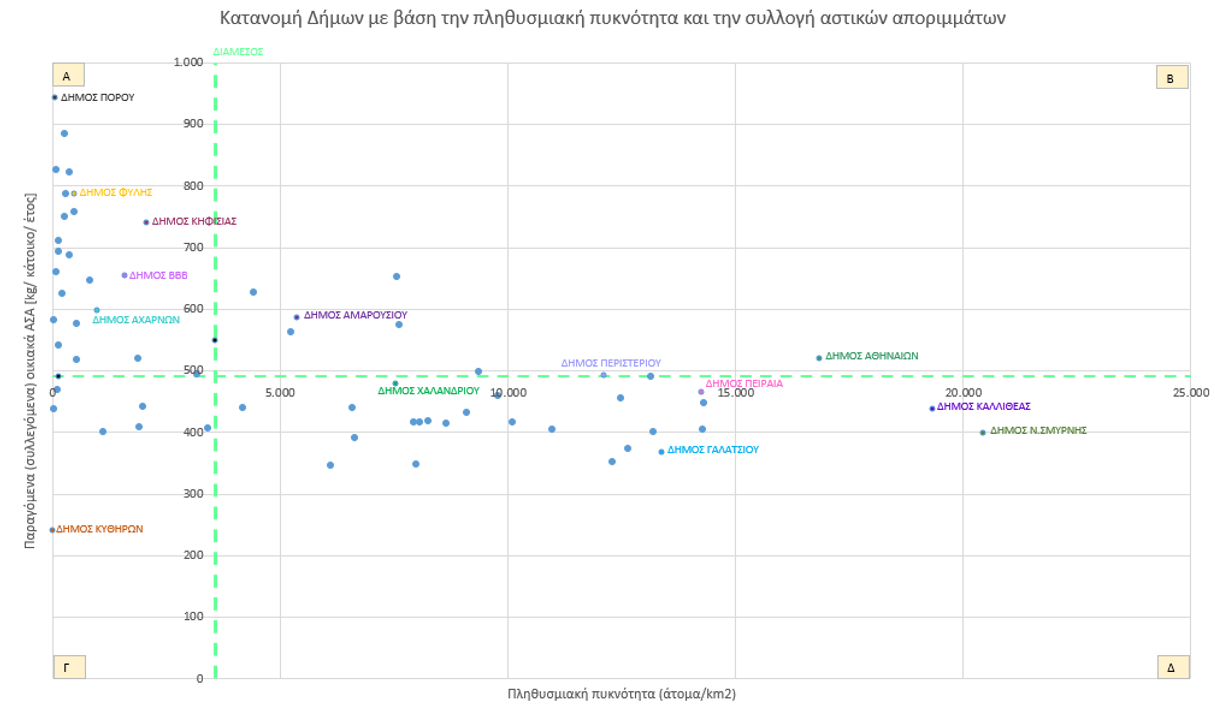 Κατανομή Δήμων με βάση την πληθυσμιακή πυκνότητα και την συλλογή αστικών αποριμμάτων
ΔΙΑΜΕΣΟΣ
1.000
Α
Β
ΔΗΜΟΣ ΠΟΡΟΥ
900
800
ΔΗΜΟΣ ΦΥΛΗΣ
ΔΗΜΟΣ ΚΗΦΙΣΙΑΣ
700
ΔΗΜΟΣ ΒΒΒ
600
ΔΗΜΟΣ ΑΧΑΡΝΩΝ
ΔΗΜΟΣ ΑΜΑΡΟΥΣΙΟΥ
ΔΗΜΟΣ ΑΘΗΝΑΙΩΝ
ΔΗΜΟΣ ΠΕΡΙΣΤΕΡΙΟΥ
500
ΔΗΜΟΣ ΠΕΙΡΑΙΑ
ΔΗΜΟΣ ΧΑΛΑΝΔΡΙΟΥ
0
5.000
10.000
15.000
20.000
25.000
ΔΗΜΟΣ ΚΑΛΛΙΘΕΑΣ
400
ΔΗΜΟΣ Ν.ΣΜΥΡΝΗΣ
ΔΗΜΟΣ ΓΑΛΑΤΣΙΟΥ
300
ΔΗΜΟΣ ΚΥΘΗΡΩΝ
200
100
Γ
Δ
0
Παραγόμενα (συλλεγόμενα) οικιακά ΑΣΑ [kg/ κάτοικο/ έτος]
Πληθυσμιακή πυκνότητα (άτομα/km2)